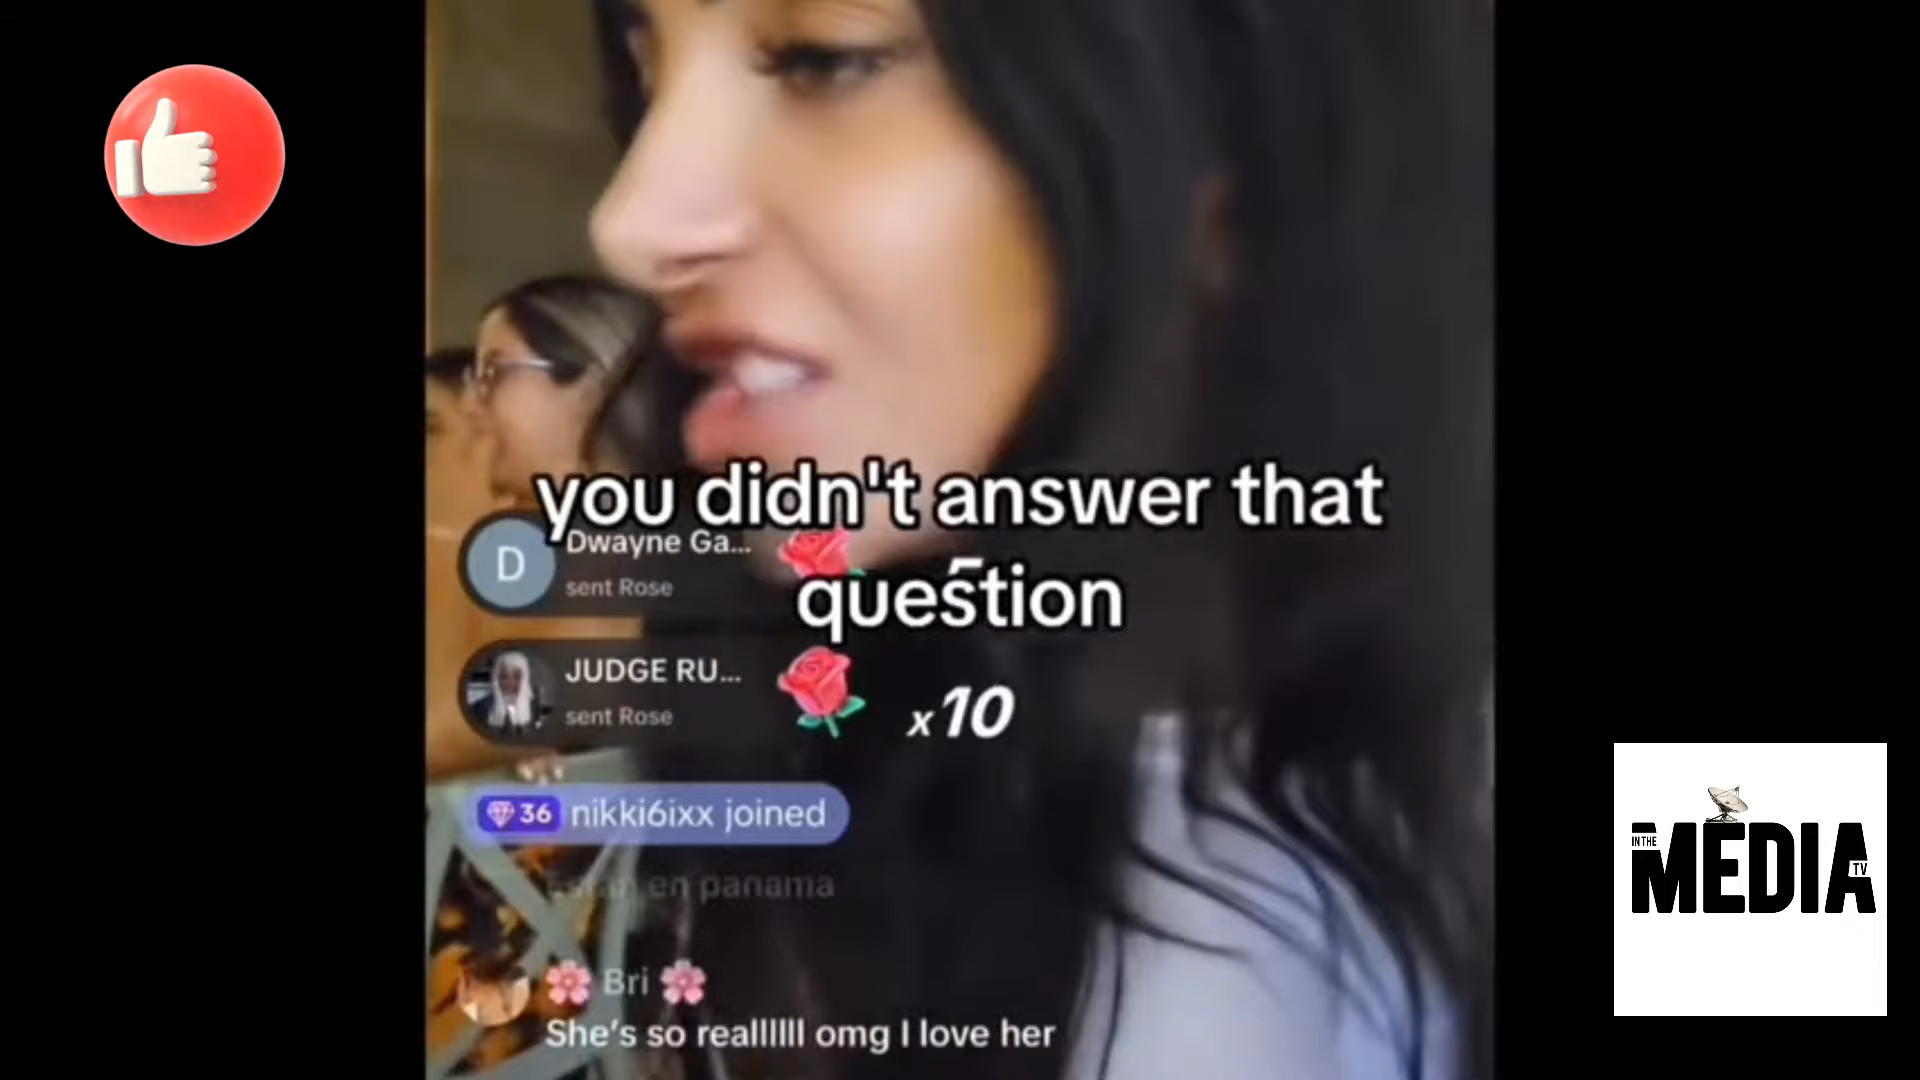 you didn't answer that
question
D
Dwayne Ga...
sent Rose
JUDGE RU...
sent Rose
x10
36 nikki6ixx joined
en panama
🌸 Bri 🌸
She's so reallllll omg I love her
IN THE
MEDIA
TV